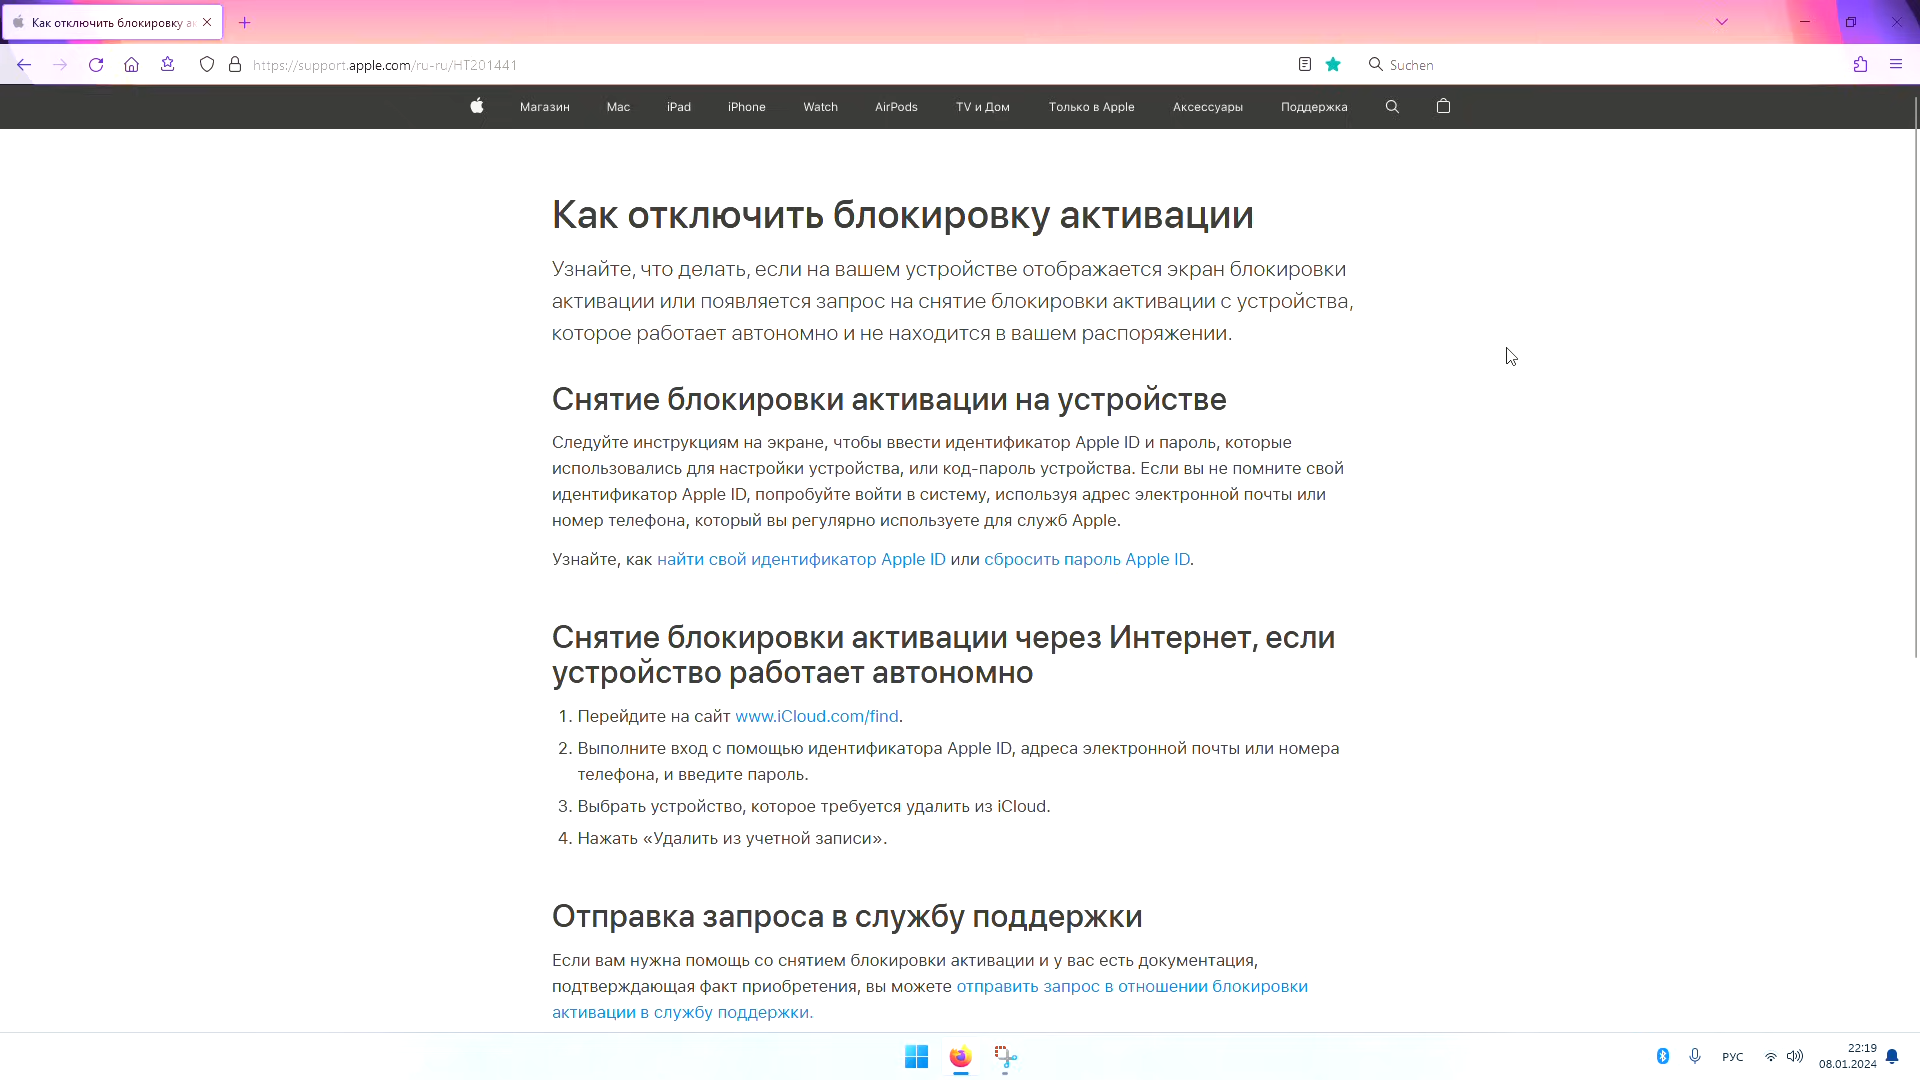 Как отключить блокировку а
https://support.apple.com/ru-ru/HT201441
Suchen
Магазин Mac iPad iPhone Watch AirPods TV и Дом Только в Apple Аксессуары Поддержка
Как отключить блокировку активации
Узнайте, что делать, если на вашем устройстве отображается экран блокировки
активации или появляется запрос на снятие блокировки активации с устройства,
которое работает автономно и не находится в вашем распоряжении.
Снятие блокировки активации на устройстве
Следуйте инструкциям на экране, чтобы ввести идентификатор Apple ID и пароль, которые
использовались для настройки устройства, или код-пароль устройства. Если вы не помните свой
идентификатор Apple ID, попробуйте войти в систему, используя адрес электронной почты или
номер телефона, который вы регулярно используете для служб Apple.
Узнайте, как найти свой идентификатор Apple ID или сбросить пароль Apple ID.
Снятие блокировки активации через Интернет, если
устройство работает автономно
1. Перейдите на сайт www.iCloud.com/find.
2. Выполните вход с помощью идентификатора Apple ID, адреса электронной почты или номера
телефона, и введите пароль.
3. Выбрать устройство, которое требуется удалить из iCloud.
4. Нажать «Удалить из учетной записи».
Отправка запроса в службу поддержки
Если вам нужна помощь со снятием блокировки активации и у вас есть документация,
подтверждающая факт приобретения, вы можете отправить запрос в отношении блокировки
активации в службу поддержки.
РУС
22:19
08.01.2024